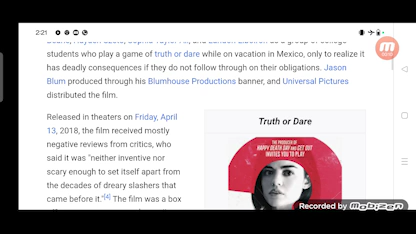 2:21
students who play a game of truth or dare while on vacation in Mexico, only to realize it
has deadly consequences if they do not follow through on their obligations. Jason
Blum produced through his Blumhouse Productions banner, and Universal Pictures
distributed the film.
Released in theaters on Friday, April
13, 2018, the film received mostly
negative reviews from critics, who
said it was "neither inventive nor
scary enough to set itself apart from
the decades of dreary slashers that
came before it."[4] The film was a box
Truth or Dare
THE PRODUCER OF
HAPPY DEATH DAY AND GET OUT
INVITES YOU TO PLAY
Recorded by mobizen